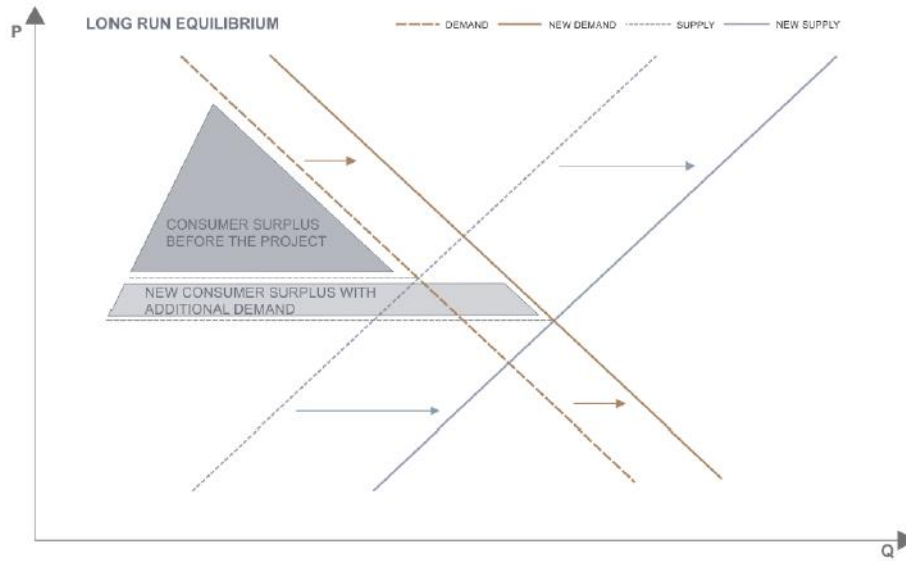 P
LONG RUN EQUILIBRIUM
DEMAND NEW DEMAND SUPPLY NEW SUPPLY
CONSUMER SURPLUS
BEFORE THE PROJECT
NEW CONSUMER SURPLUS WITH
ADDITIONAL DEMAND
Q